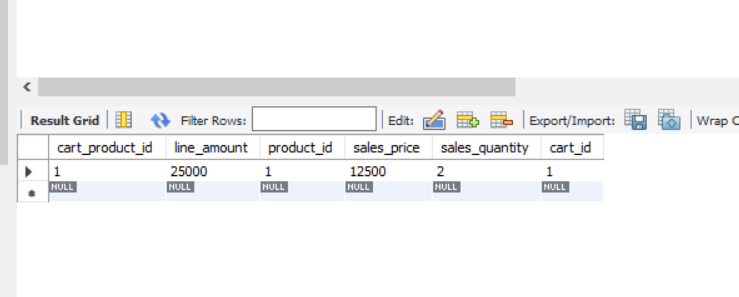 Result Grid Filter Rows: Edit: Export/Import: Wrap C
cart_product_id line_amount product_id sales_price sales_quantity cart_id
1 25000 1 12500 2 1
NULL NULL NULL NULL NULL NULL